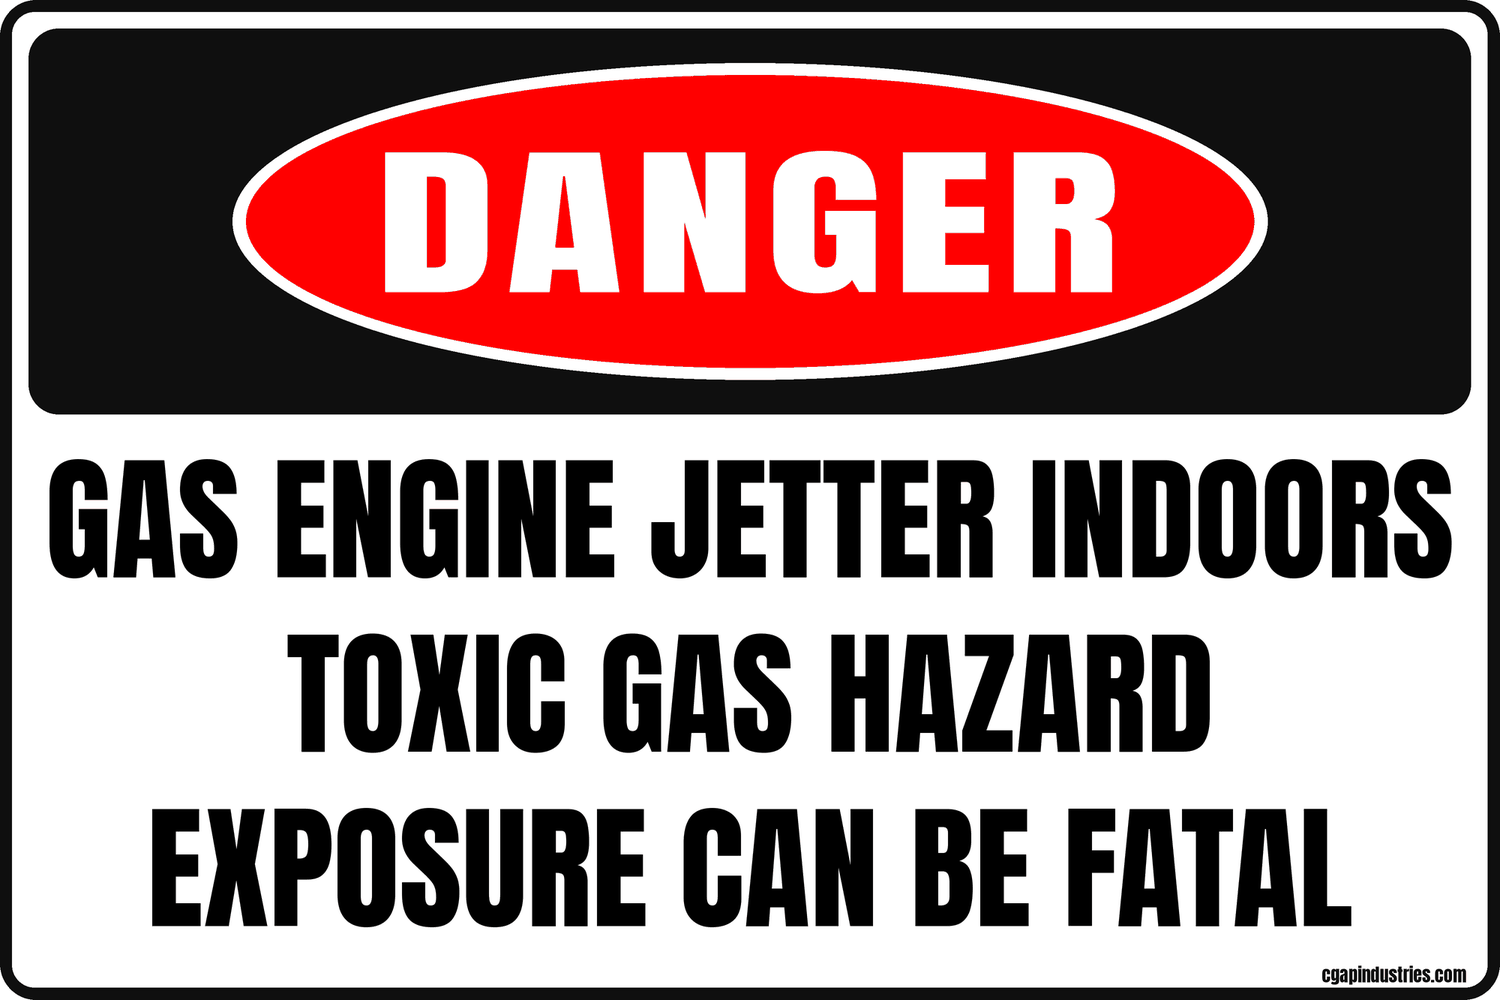 DANGER
GAS ENGINE JETTER INDOORS
TOXIC GAS HAZARD
EXPOSURE CAN BE FATAL
cgapindustries.com